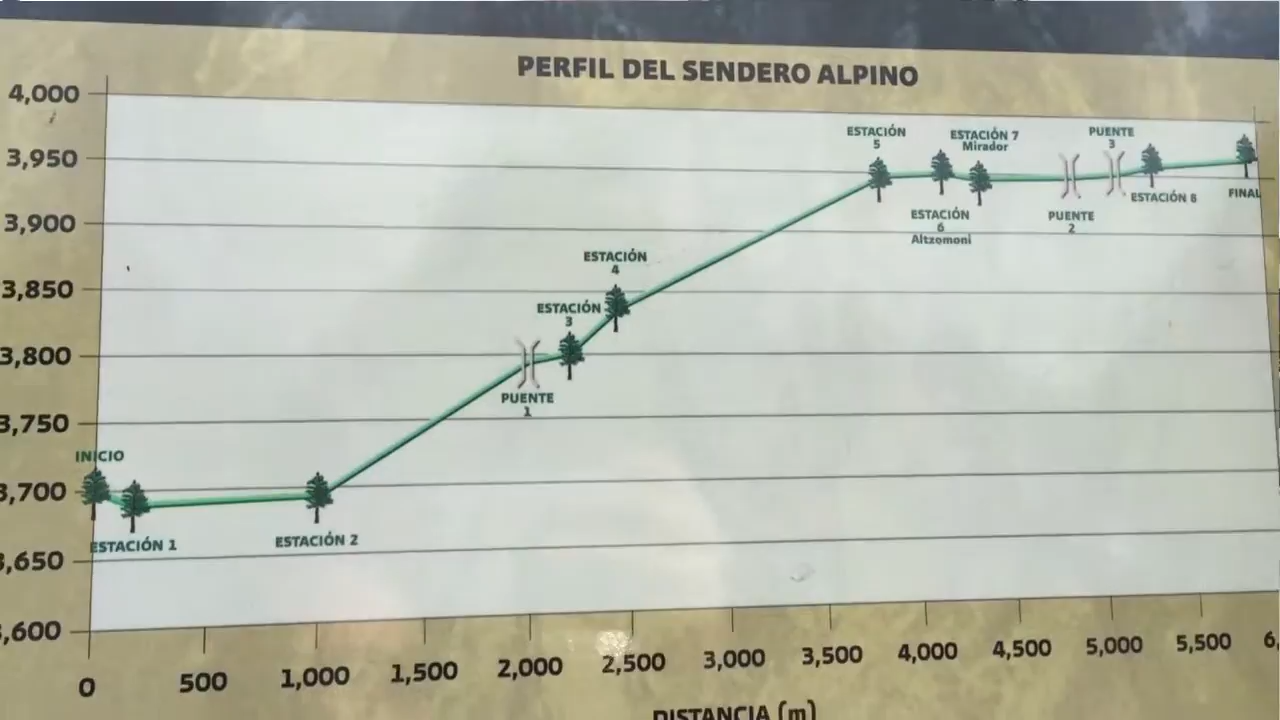 PERFIL DEL SENDERO ALPINO
4,000
3,950
3,900
3,850
3,800
3,750
3,700
3,650
3,600
INICIO
ESTACIÓN 1
ESTACIÓN 2
PUENTE
1
ESTACIÓN
3
ESTACIÓN
4
ESTACIÓN
5
ESTACIÓN
6
Altzomoni
ESTACIÓN 7
Mirador
PUENTE
2
PUENTE
3
ESTACIÓN 8
FINAL
0 500 1,000 1,500 2,000 2,500 3,000 3,500 4,000 4,500 5,000 5,500 6,
DISTANCIA (m)